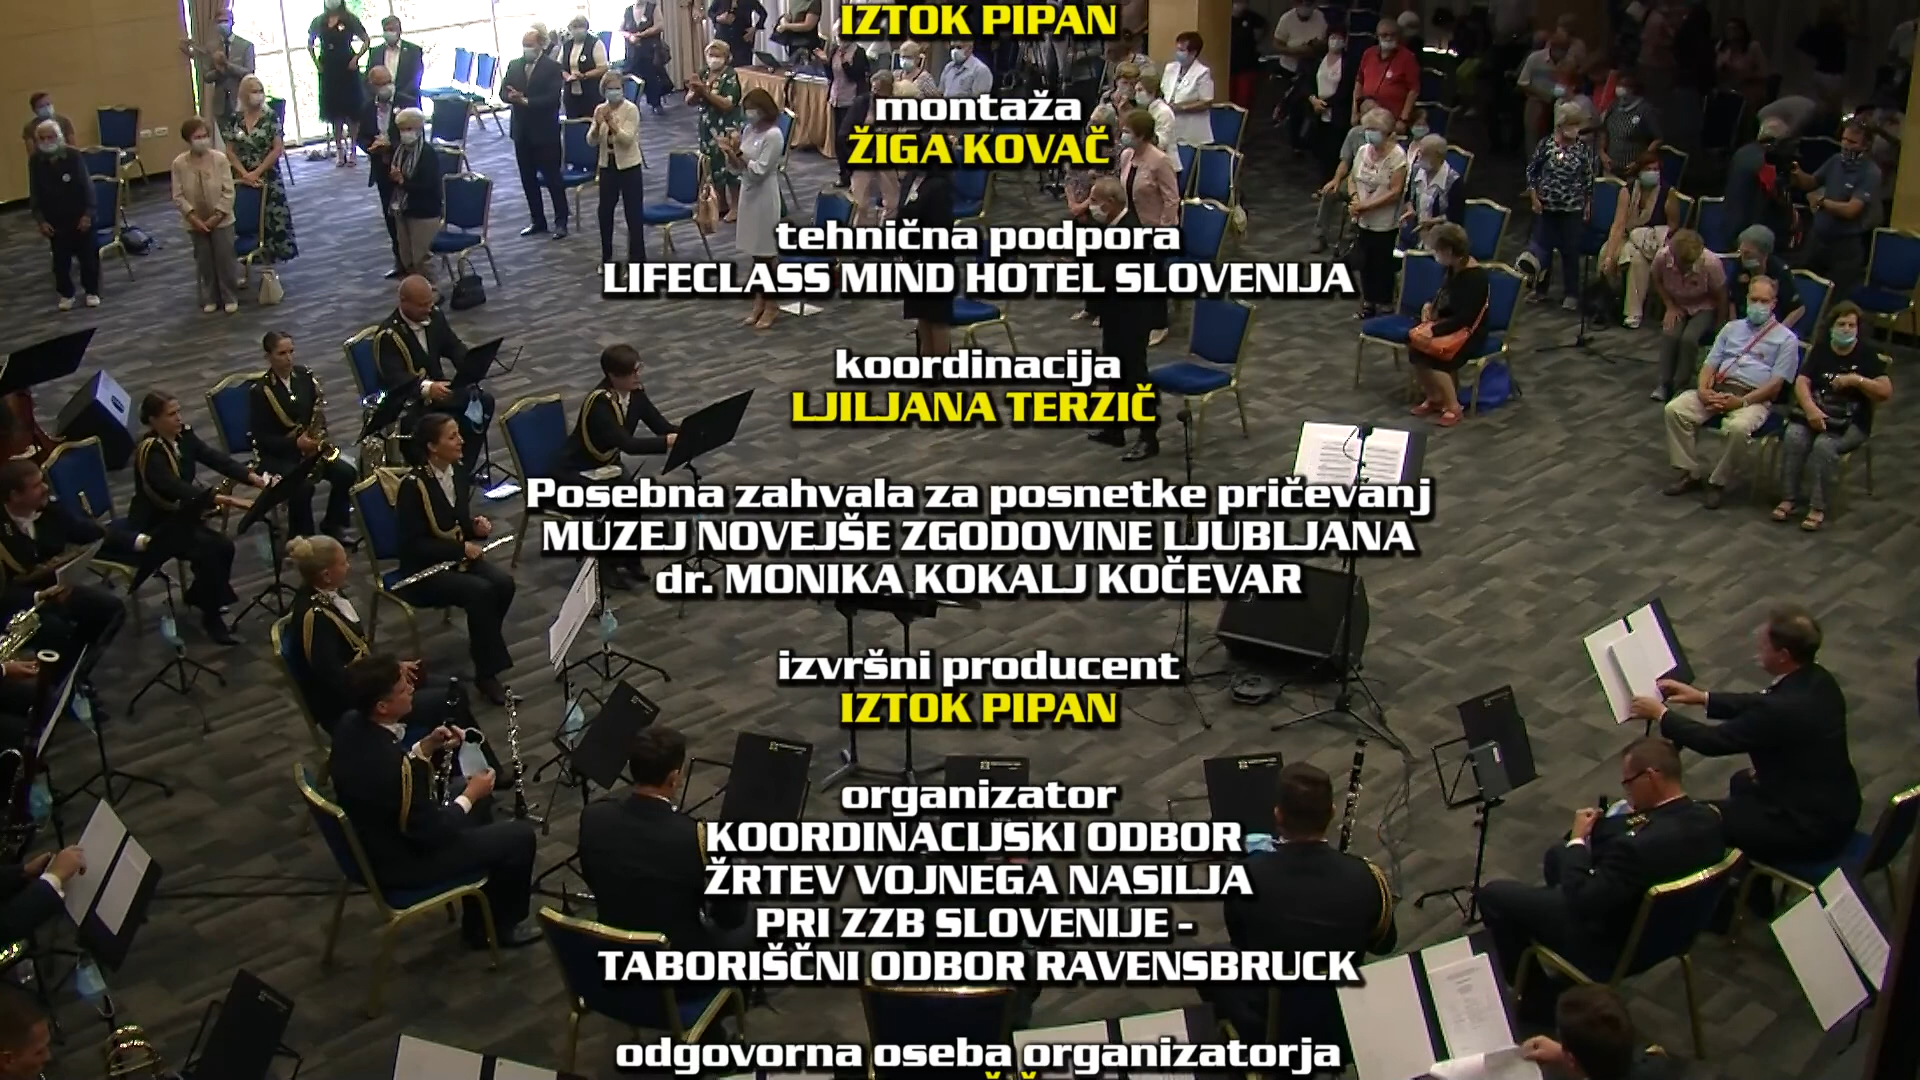 IZTOK PIPAN
montaža
ŽIGA KOVAČ
tehnična podpora
LIFECLASS MIND HOTEL SLOVENIJA
koordinacija
LJILJANA TERZIČ
Posebna zahvala za posnetke pričevanj
MUZEJ NOVEJŠE ZGODOVINE LJUBLJANA
dr. MONIKA KOKALJ KOČEVAR
izvršni producent
IZTOK PIPAN
organizator
KOORDINACIJSKI ODBOR
ŽRTEV VOJNEGA NASILJA
PRI ZZB SLOVENIJE -
TABORIŠČNI ODBOR RAVENSBRUCK
odgovorna oseba organizatorja